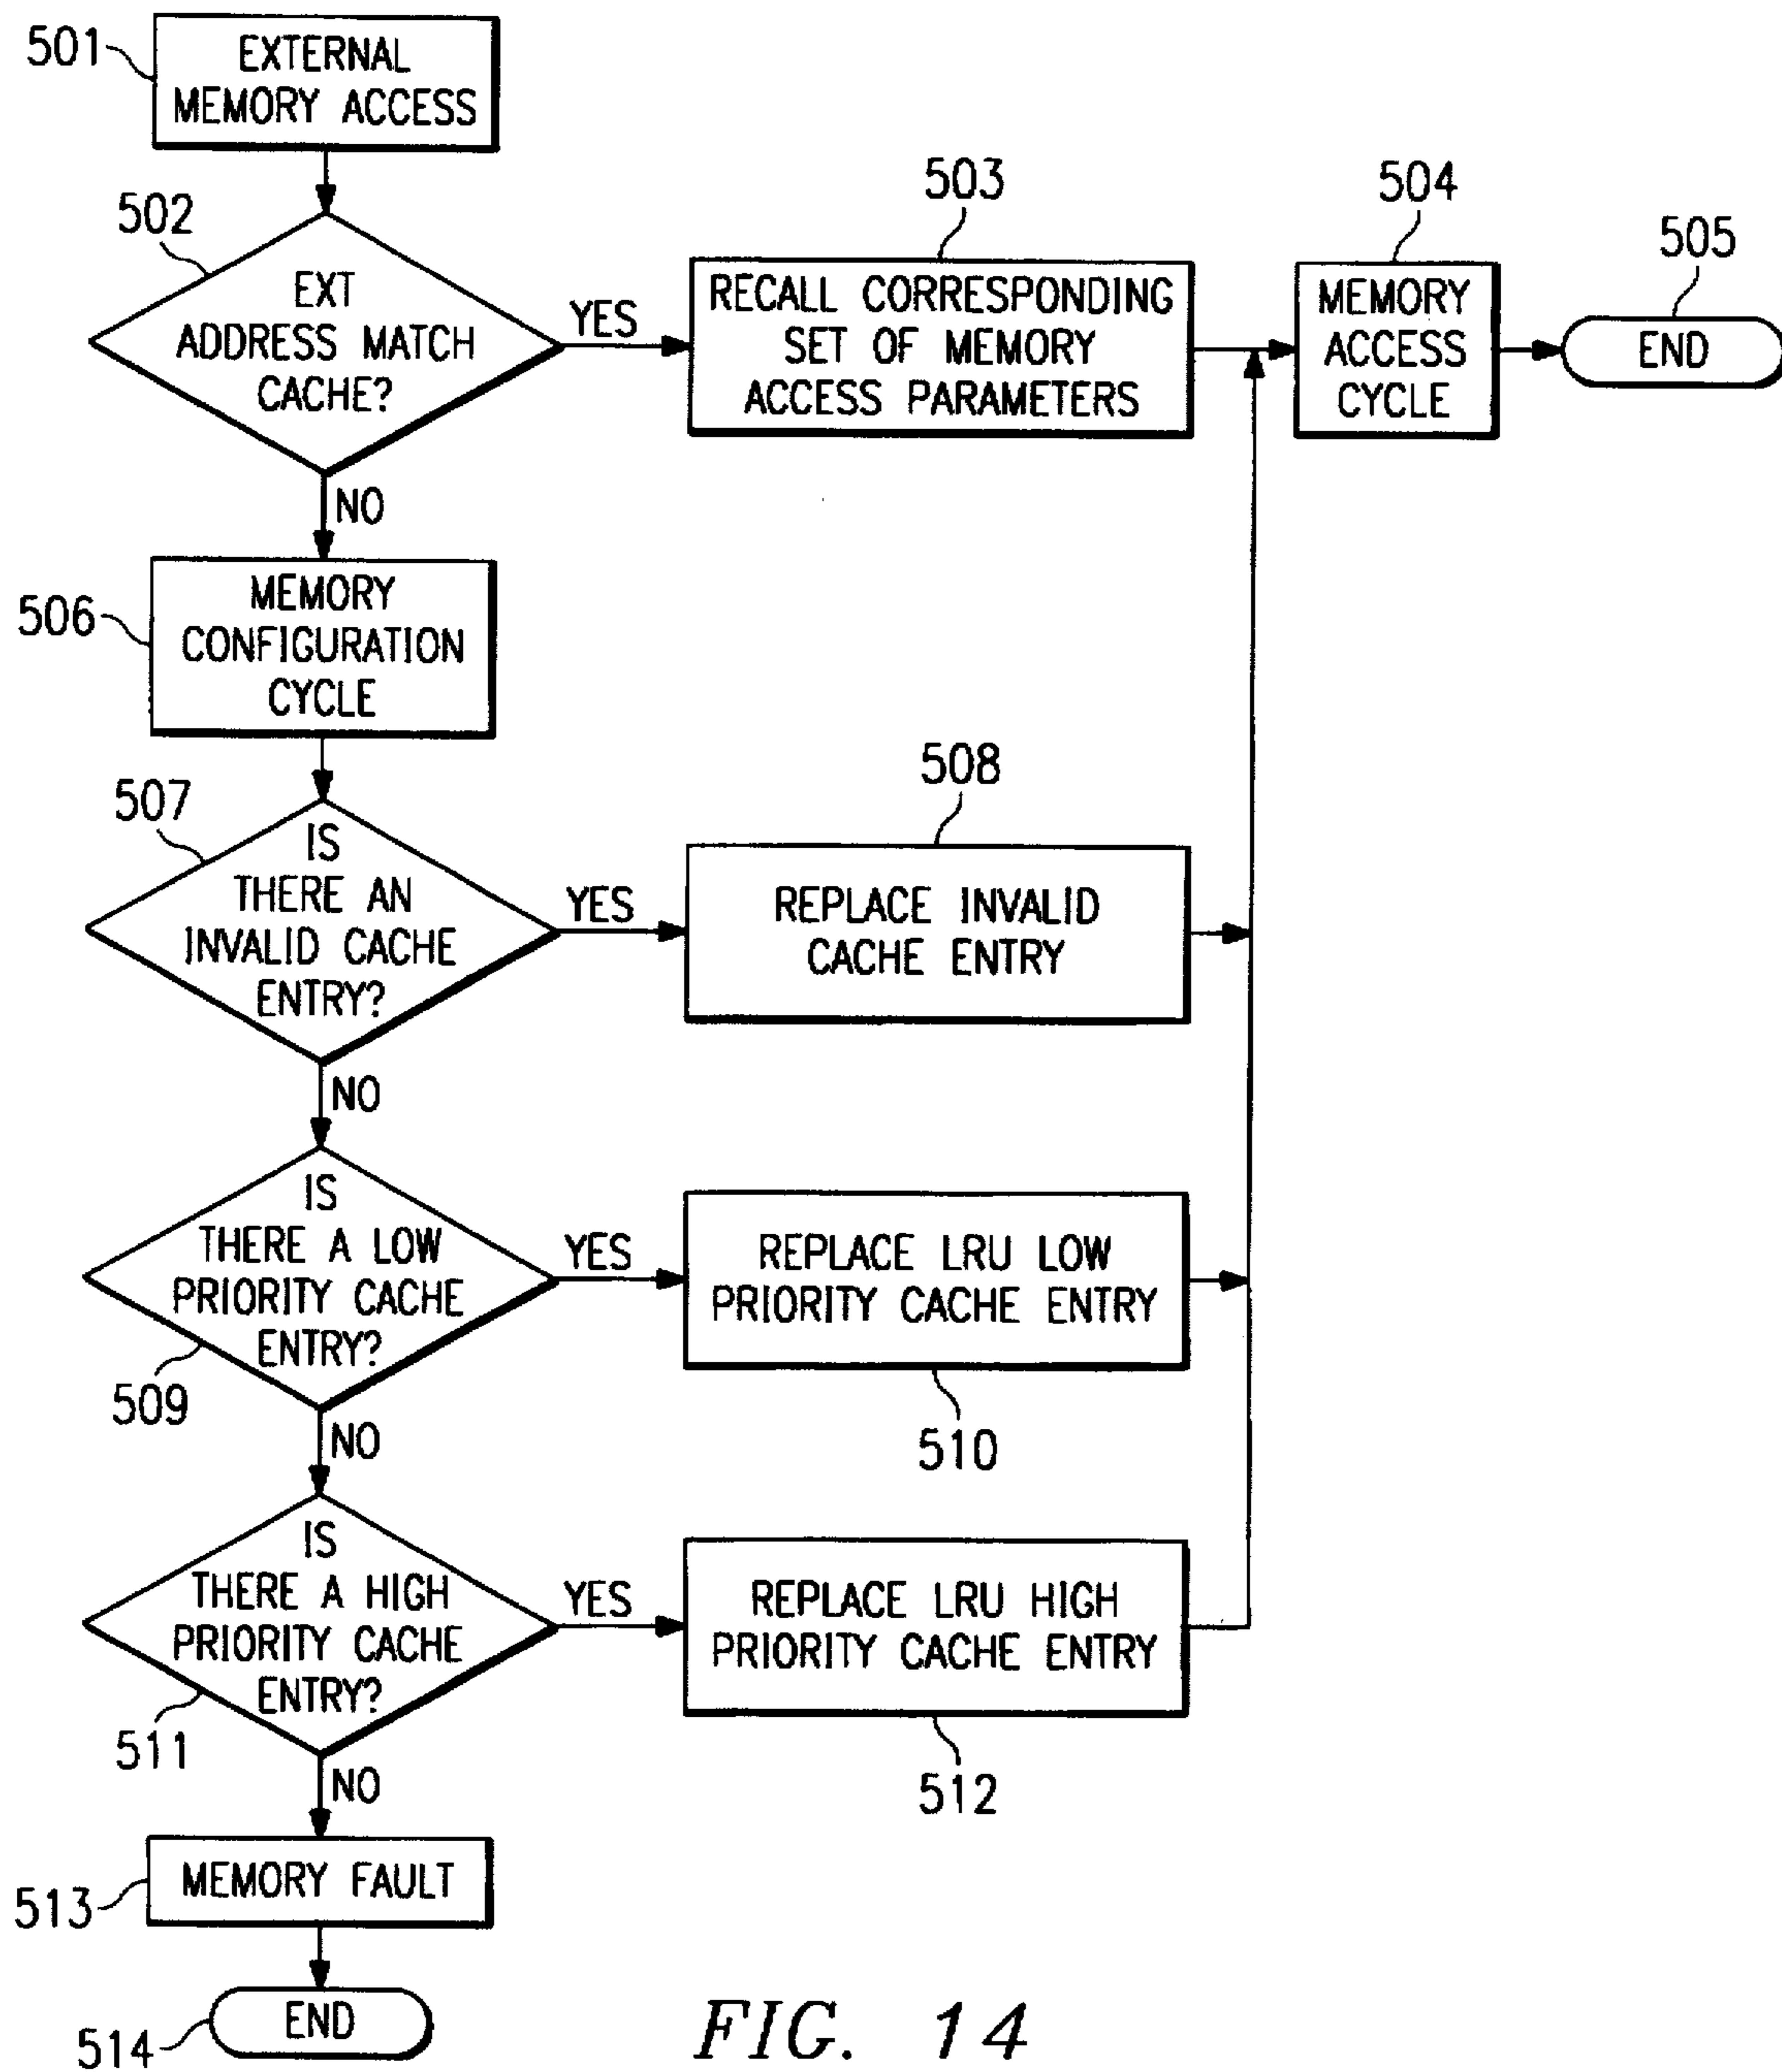 501
EXTERNAL
MEMORY ACCESS
502
EXT
ADDRESS MATCH
CACHE?
YES
503
RECALL CORRESPONDING
SET OF MEMORY
ACCESS PARAMETERS
504
MEMORY
ACCESS
CYCLE
505
END
NO
506
MEMORY
CONFIGURATION
CYCLE
507
IS
THERE AN
INVALID CACHE
ENTRY?
YES
508
REPLACE INVALID
CACHE ENTRY
NO
IS
THERE A LOW
PRIORITY CACHE
ENTRY?
509
YES
REPLACE LRU LOW
PRIORITY CACHE ENTRY
510
NO
IS
THERE A HIGH
PRIORITY CACHE
ENTRY?
511
YES
REPLACE LRU HIGH
PRIORITY CACHE ENTRY
512
NO
MEMORY FAULT
513
END
514
FIG. 14